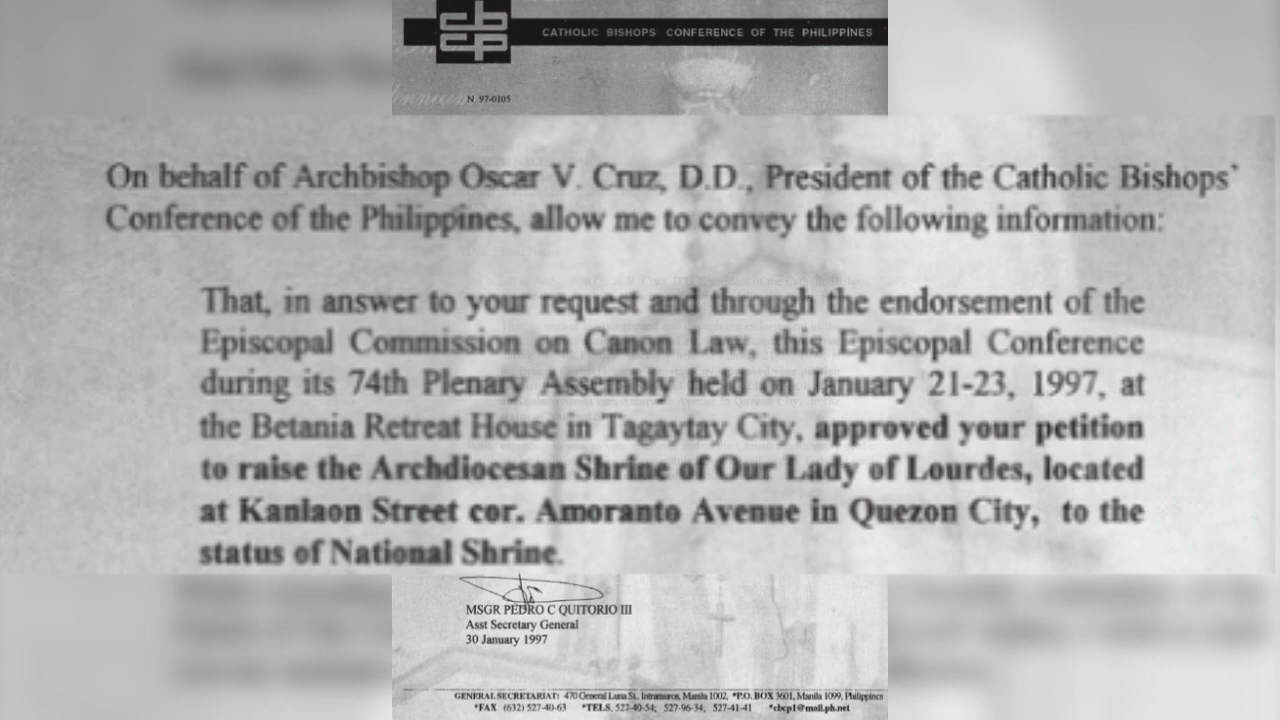 cb
cp
CATHOLIC BISHOPS CONFERENCE OF THE PHILIPPINES
N 97-0105
On behalf of Archbishop Oscar V. Cruz, D.D., President of the Catholic Bishops'
Conference of the Philippines, allow me to convey the following information:
That, in answer to your request and through the endorsement of the
Episcopal Commission on Canon Law, this Episcopal Conference
during its 74th Plenary Assembly held on January 21-23, 1997, at
the Betania Retreat House in Tagaytay City, approved your petition
to raise the Archdiocesan Shrine of Our Lady of Lourdes, located
at Kanlaon Street cor. Amoranto Avenue in Quezon City, to the
status of National Shrine.
MSGR PEDRO C QUITORIO III
Asst Secretary General
30 January 1997
GENERAL SECRETARIAT: 470 General Luna St., Intramuros, Manila 1002, *P.O. BOX 3601, Manila 1099, Philippines
*FAX (632) 527-40-63 *TELS. 527-40-54; 527-96-34; 527-41-41 *cbcp1@mail.ph.net